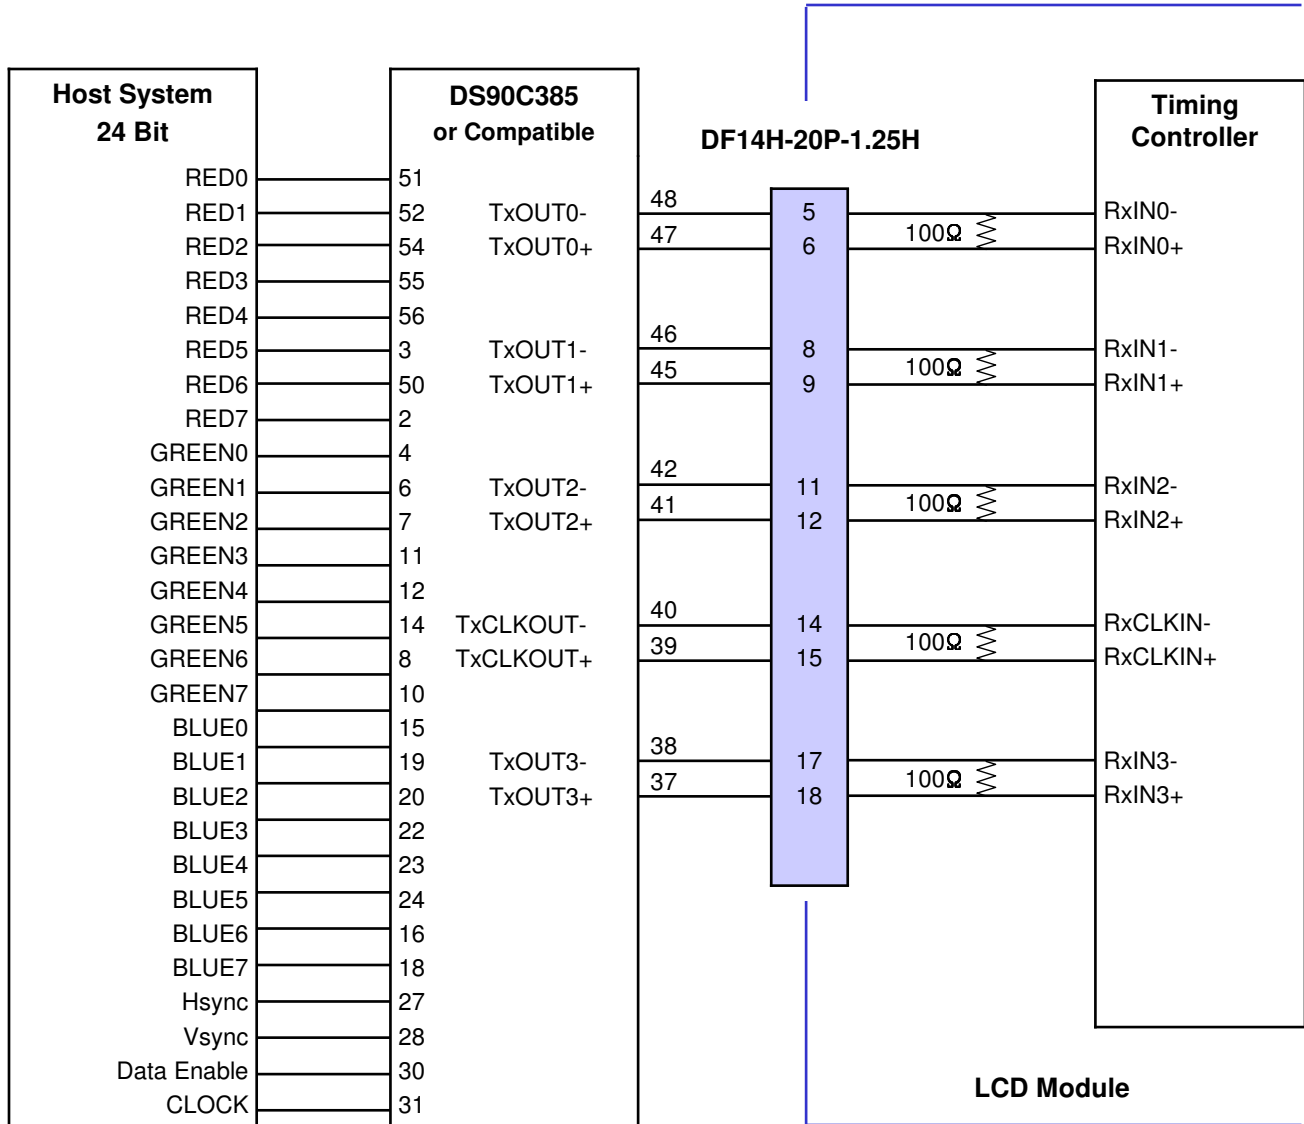 Host System
24 Bit
RED0
RED1
RED2
RED3
RED4
RED5
RED6
RED7
GREEN0
GREEN1
GREEN2
GREEN3
GREEN4
GREEN5
GREEN6
GREEN7
BLUE0
BLUE1
BLUE2
BLUE3
BLUE4
BLUE5
BLUE6
BLUE7
Hsync
Vsync
Data Enable
CLOCK
DS90C385
or Compatible
51
52
54
55
56
3
50
2
4
6
7
11
12
14
8
10
15
19
20
22
23
24
16
18
27
28
30
31
TxOUT0-
TxOUT0+
TxOUT1-
TxOUT1+
TxOUT2-
TxOUT2+
TxCLKOUT-
TxCLKOUT+
TxOUT3-
TxOUT3+
48
47
46
45
42
41
40
39
38
37
DF14H-20P-1.25H
5
6
8
9
11
12
14
15
17
18
100Ω
100Ω
100Ω
100Ω
100Ω
Timing
Controller
RxIN0-
RxIN0+
RxIN1-
RxIN1+
RxIN2-
RxIN2+
RxCLKIN-
RxCLKIN+
RxIN3-
RxIN3+
LCD Module